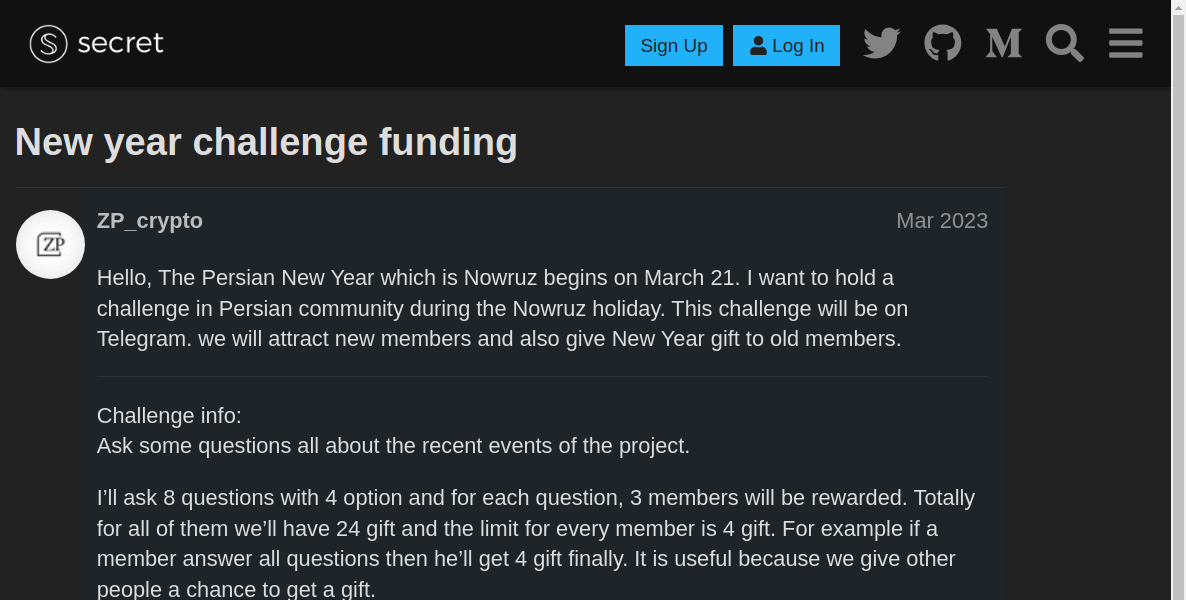 secret
Sign Up
Log In
New year challenge funding
ZP
ZP_crypto
Mar 2023
Hello, The Persian New Year which is Nowruz begins on March 21. I want to hold a
challenge in Persian community during the Nowruz holiday. This challenge will be on
Telegram. we will attract new members and also give New Year gift to old members.
Challenge info:
Ask some questions all about the recent events of the project.
I’ll ask 8 questions with 4 option and for each question, 3 members will be rewarded. Totally
for all of them we’ll have 24 gift and the limit for every member is 4 gift. For example if a
member answer all questions then he’ll get 4 gift finally. It is useful because we give other
people a chance to get a gift.